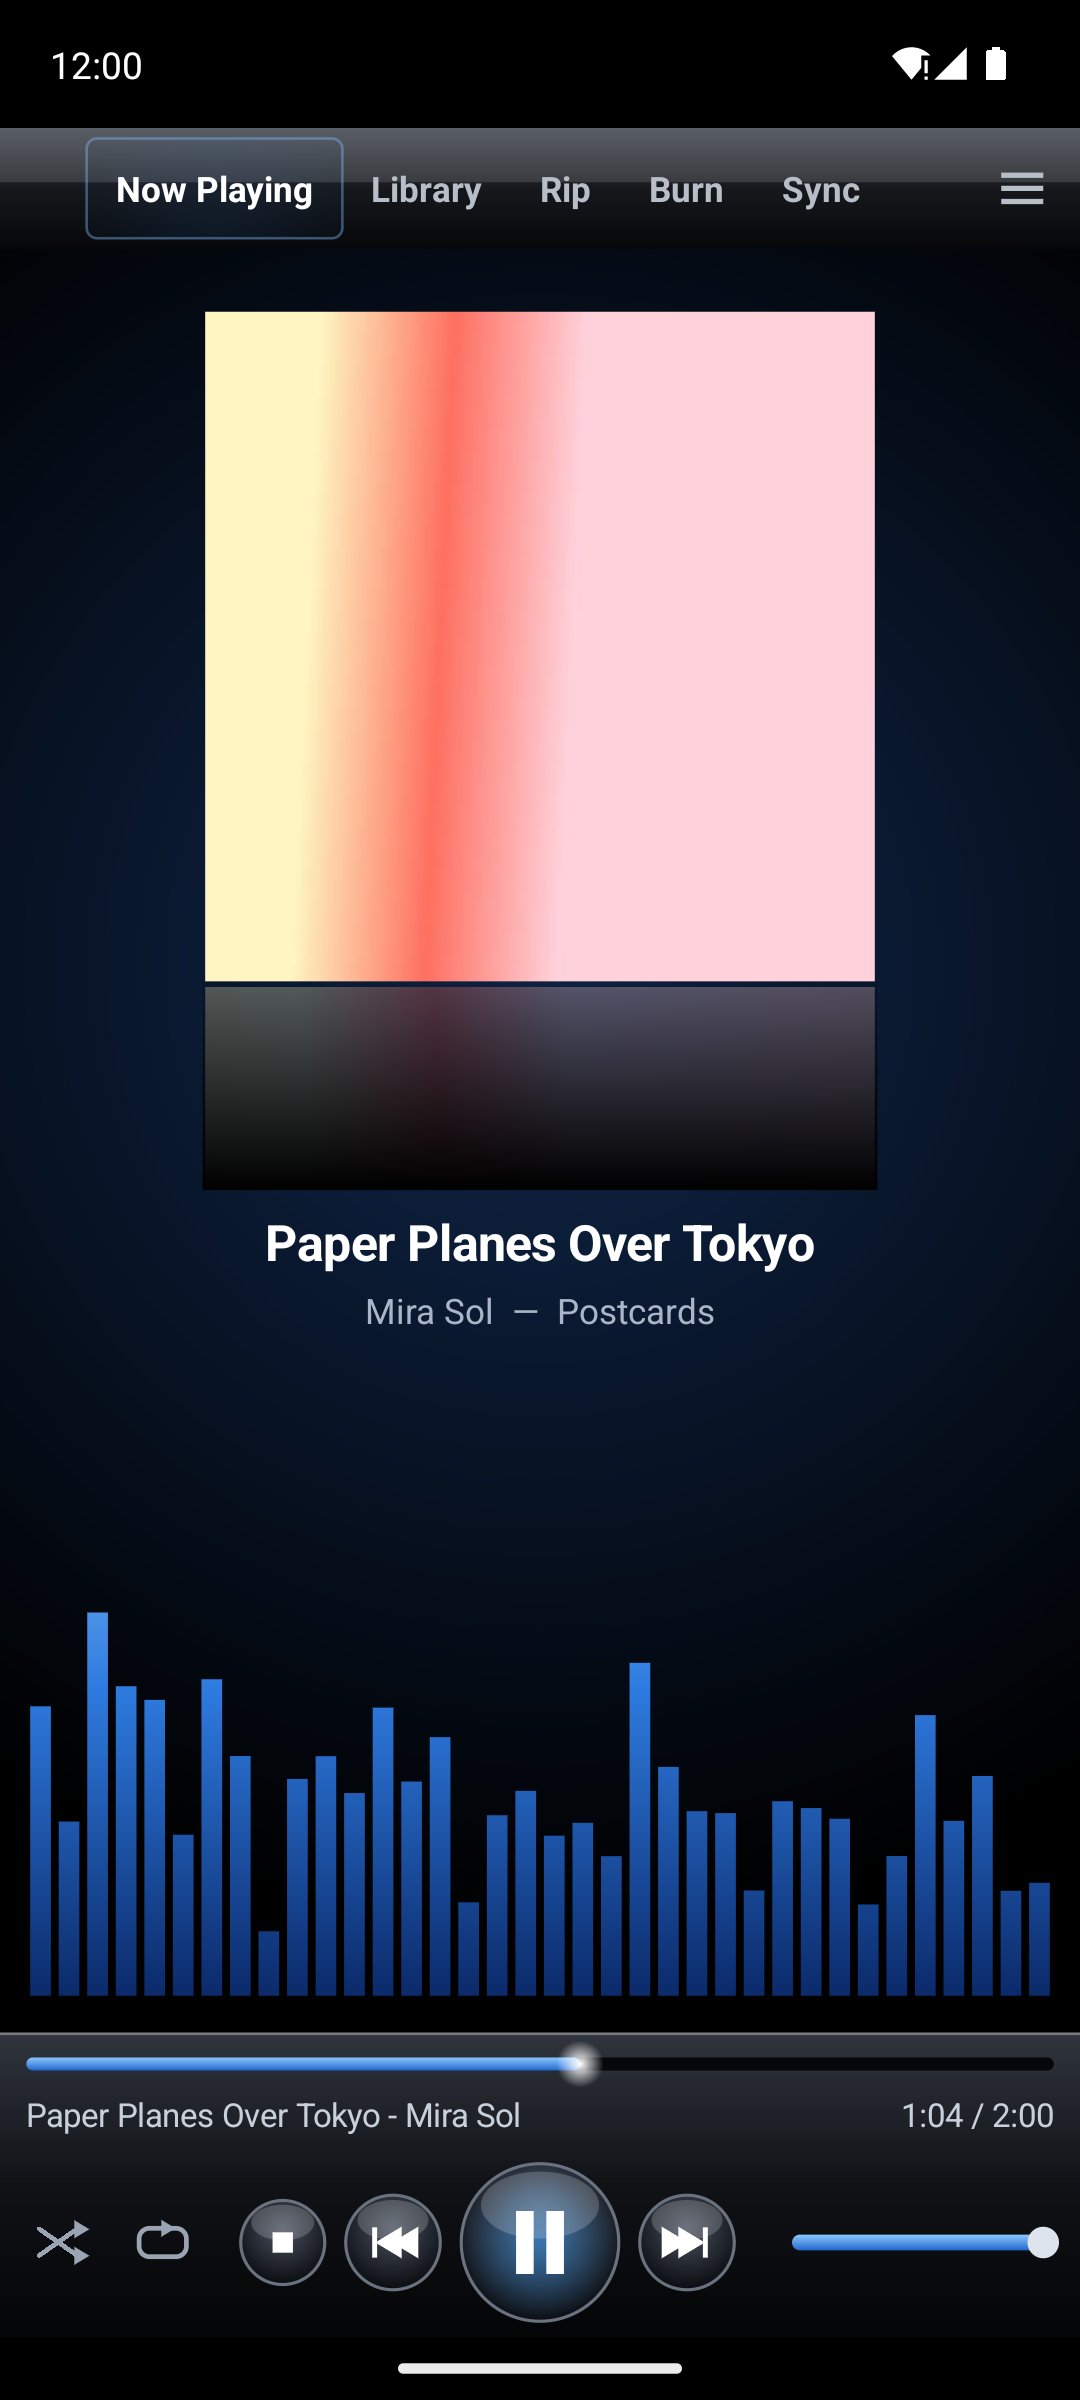 12:00
Now Playing Library Rip Burn Sync
Paper Planes Over Tokyo
Mira Sol — Postcards
Paper Planes Over Tokyo - Mira Sol 1:04 / 2:00